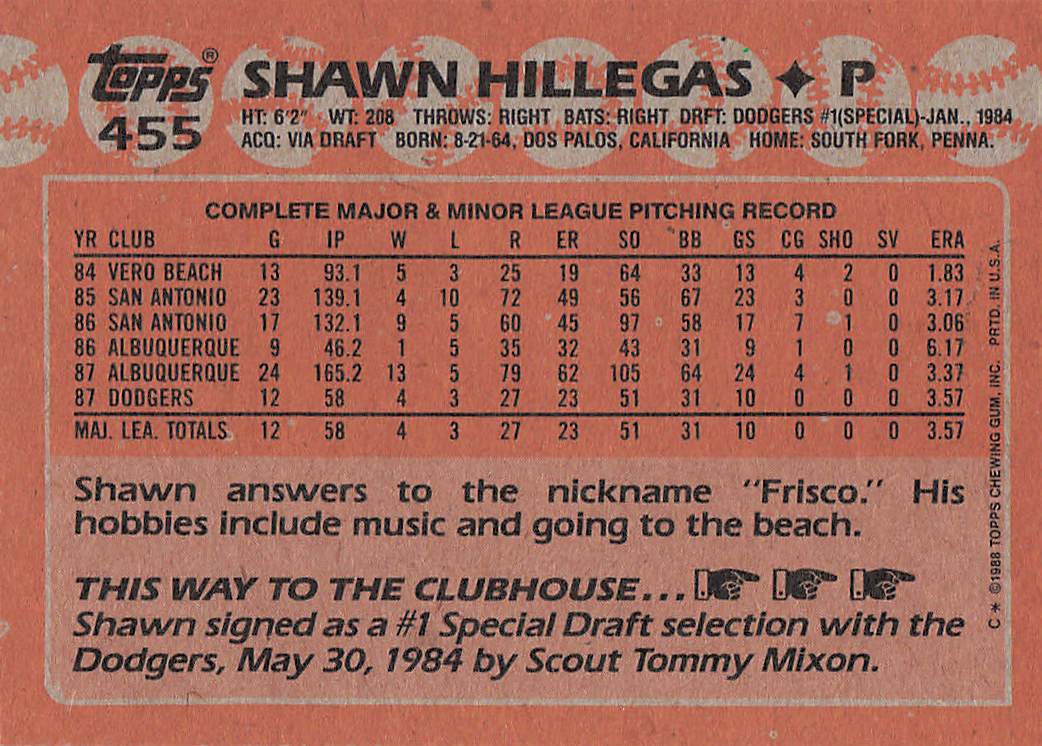 Topps®
455
SHAWN HILLEGAS ✦ P
HT: 6'2" WT: 208 THROWS: RIGHT BATS: RIGHT DRFT: DODGERS #1(SPECIAL)-JAN., 1984
ACQ: VIA DRAFT BORN: 8-21-64, DOS PALOS, CALIFORNIA HOME: SOUTH FORK, PENNA.
COMPLETE MAJOR & MINOR LEAGUE PITCHING RECORD
YR CLUB G IP W L R ER SO BB GS CG SHO SV ERA
84 VERO BEACH 13 93.1 5 3 25 19 64 33 13 4 2 0 1.83
85 SAN ANTONIO 23 139.1 4 10 72 49 56 67 23 3 0 0 3.17
86 SAN ANTONIO 17 132.1 9 5 60 45 97 58 17 7 1 0 3.06
86 ALBUQUERQUE 9 46.2 1 5 35 32 43 31 9 1 0 0 6.17
87 ALBUQUERQUE 24 165.2 13 5 79 62 105 64 24 4 1 0 3.37
87 DODGERS 12 58 4 3 27 23 51 31 10 0 0 0 3.57
MAJ. LEA. TOTALS 12 58 4 3 27 23 51 31 10 0 0 0 3.57
Shawn answers to the nickname "Frisco." His
hobbies include music and going to the beach.
THIS WAY TO THE CLUBHOUSE...
Shawn signed as a #1 Special Draft selection with the
Dodgers, May 30, 1984 by Scout Tommy Mixon.
C* ©1988 TOPPS CHEWING GUM, INC. PRTD. IN U.S.A.